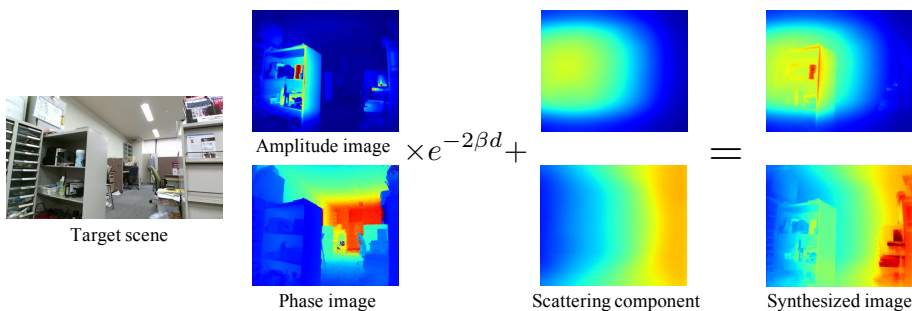 Target scene
Amplitude image
Phase image
×e^{-2βd}+
Scattering component
=
Synthesized image